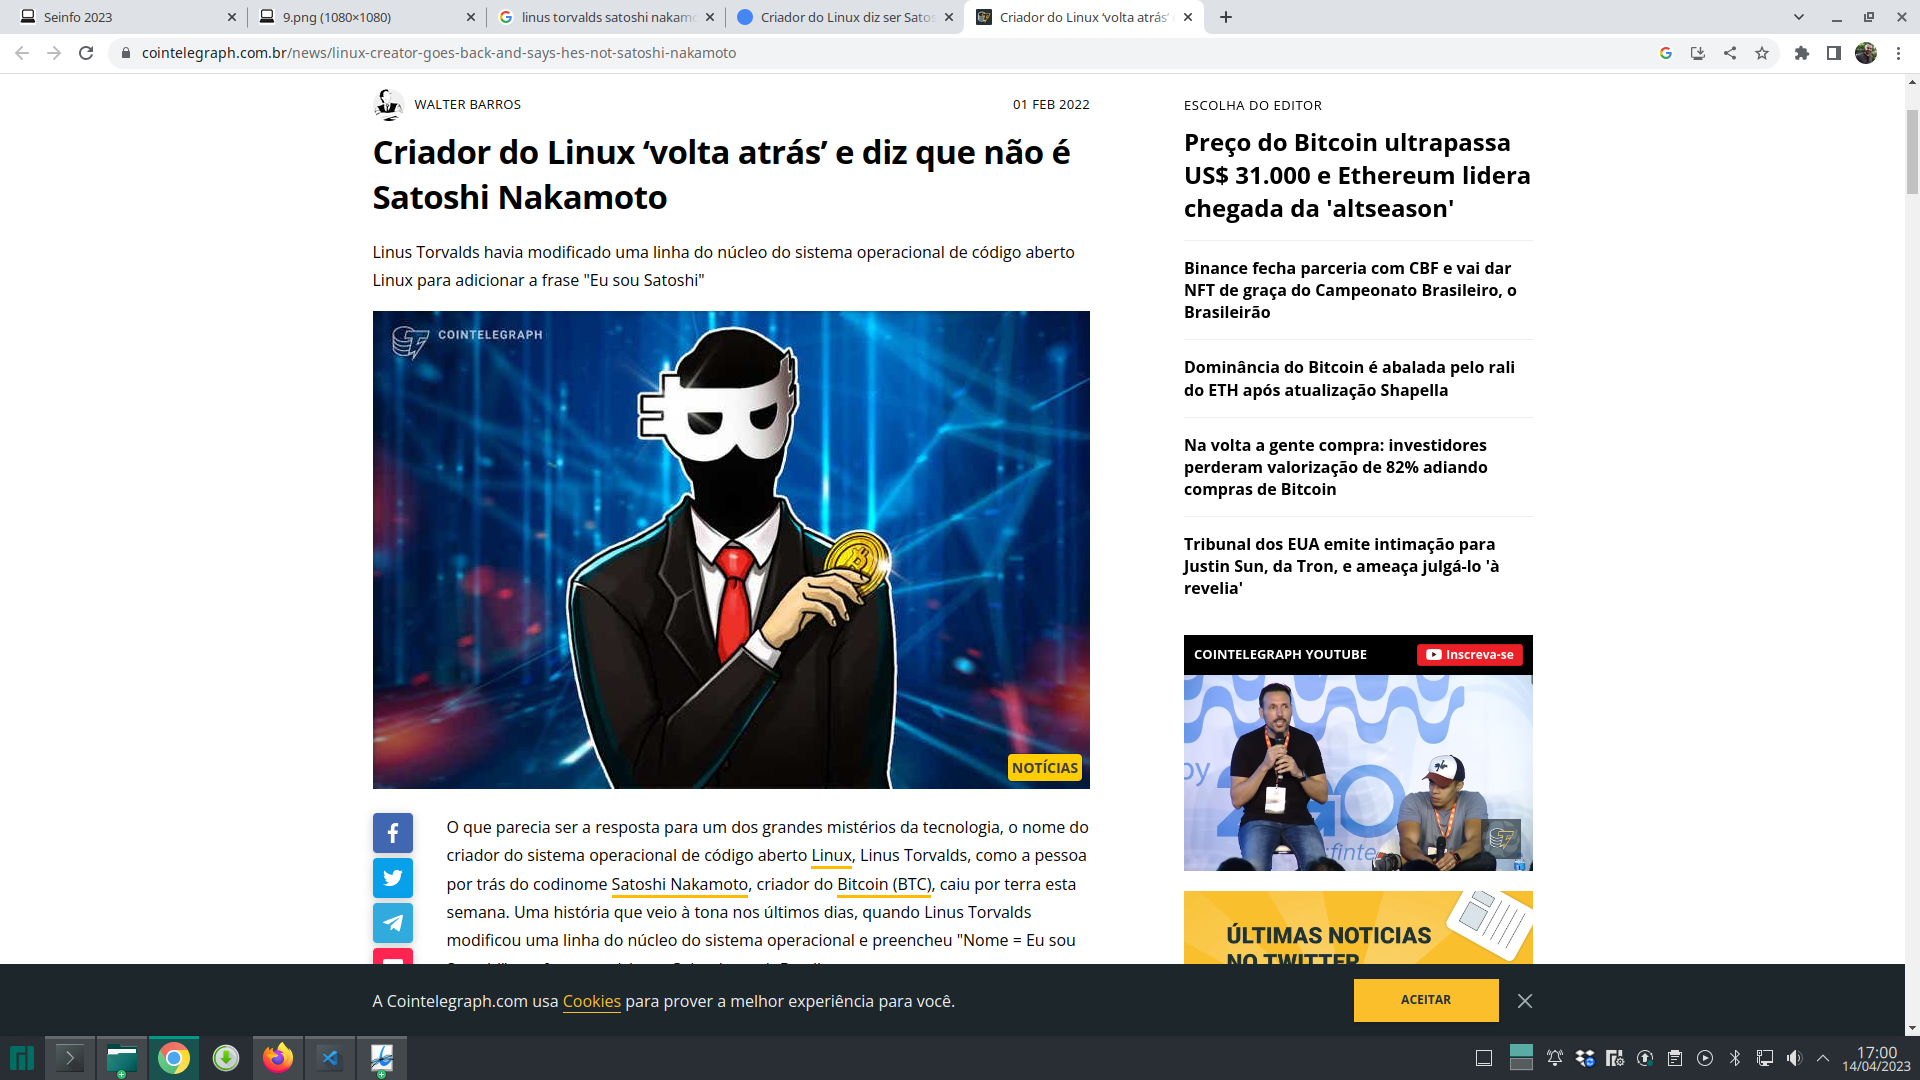 Seinfo 2023
9.png (1080×1080)
linus torvalds satoshi nakam
Criador do Linux diz ser Satos
Criador do Linux ‘volta atrás’
cointelegraph.com.br/news/linux-creator-goes-back-and-says-hes-not-satoshi-nakamoto
WALTER BARROS
01 FEB 2022
Criador do Linux ‘volta atrás’ e diz que não é
Satoshi Nakamoto
Linus Torvalds havia modificado uma linha do núcleo do sistema operacional de código aberto
Linux para adicionar a frase "Eu sou Satoshi"
COINTELEGRAPH
NOTÍCIAS
O que parecia ser a resposta para um dos grandes mistérios da tecnologia, o nome do
criador do sistema operacional de código aberto Linux, Linus Torvalds, como a pessoa
por trás do codinome Satoshi Nakamoto, criador do Bitcoin (BTC), caiu por terra esta
semana. Uma história que veio à tona nos últimos dias, quando Linus Torvalds
modificou uma linha do núcleo do sistema operacional e preencheu "Nome = Eu sou
ESCOLHA DO EDITOR
Preço do Bitcoin ultrapassa
US$ 31.000 e Ethereum lidera
chegada da 'altseason'
Binance fecha parceria com CBF e vai dar
NFT de graça do Campeonato Brasileiro, o
Brasileirão
Dominância do Bitcoin é abalada pelo rali
do ETH após atualização Shapella
Na volta a gente compra: investidores
perderam valorização de 82% adiando
compras de Bitcoin
Tribunal dos EUA emite intimação para
Justin Sun, da Tron, e ameaça julgá-lo 'à
revelia'
COINTELEGRAPH YOUTUBE
Inscreva-se
by
finte
ÚLTIMAS NOTICIAS
NO TWITTER
A Cointelegraph.com usa Cookies para prover a melhor experiência para você.
ACEITAR
17:00
14/04/2023